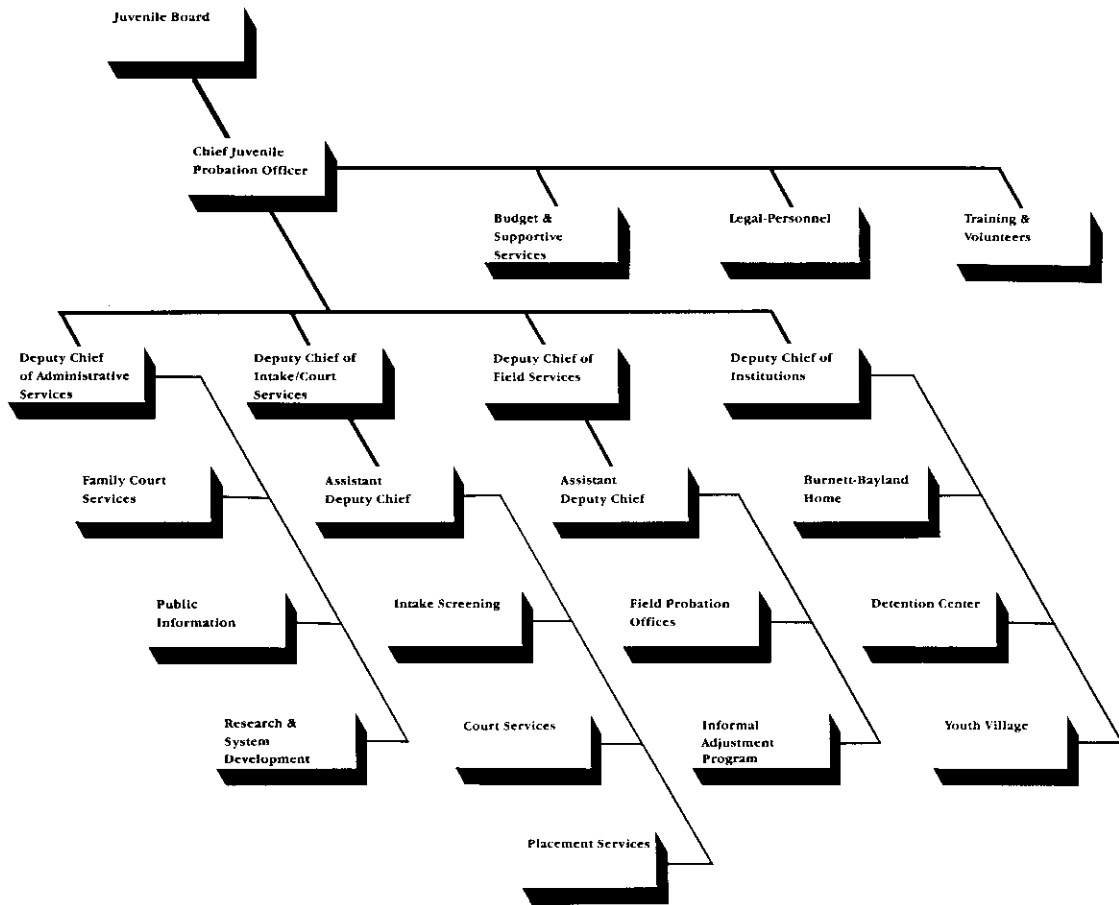 Juvenile Board
Chief Juvenile
Probation Officer
Budget &
Supportive
Services
Legal-Personnel
Training &
Volunteers
Deputy Chief
of Administrative
Services
Deputy Chief of
Intake/Court
Services
Deputy Chief of
Field Services
Deputy Chief of
Institutions
Family Court
Services
Assistant
Deputy Chief
Assistant
Deputy Chief
Burnett-Bayland
Home
Public
Information
Intake Screening
Field Probation
Offices
Detention Center
Research &
System
Development
Court Services
Informal
Adjustment
Program
Youth Village
Placement Services